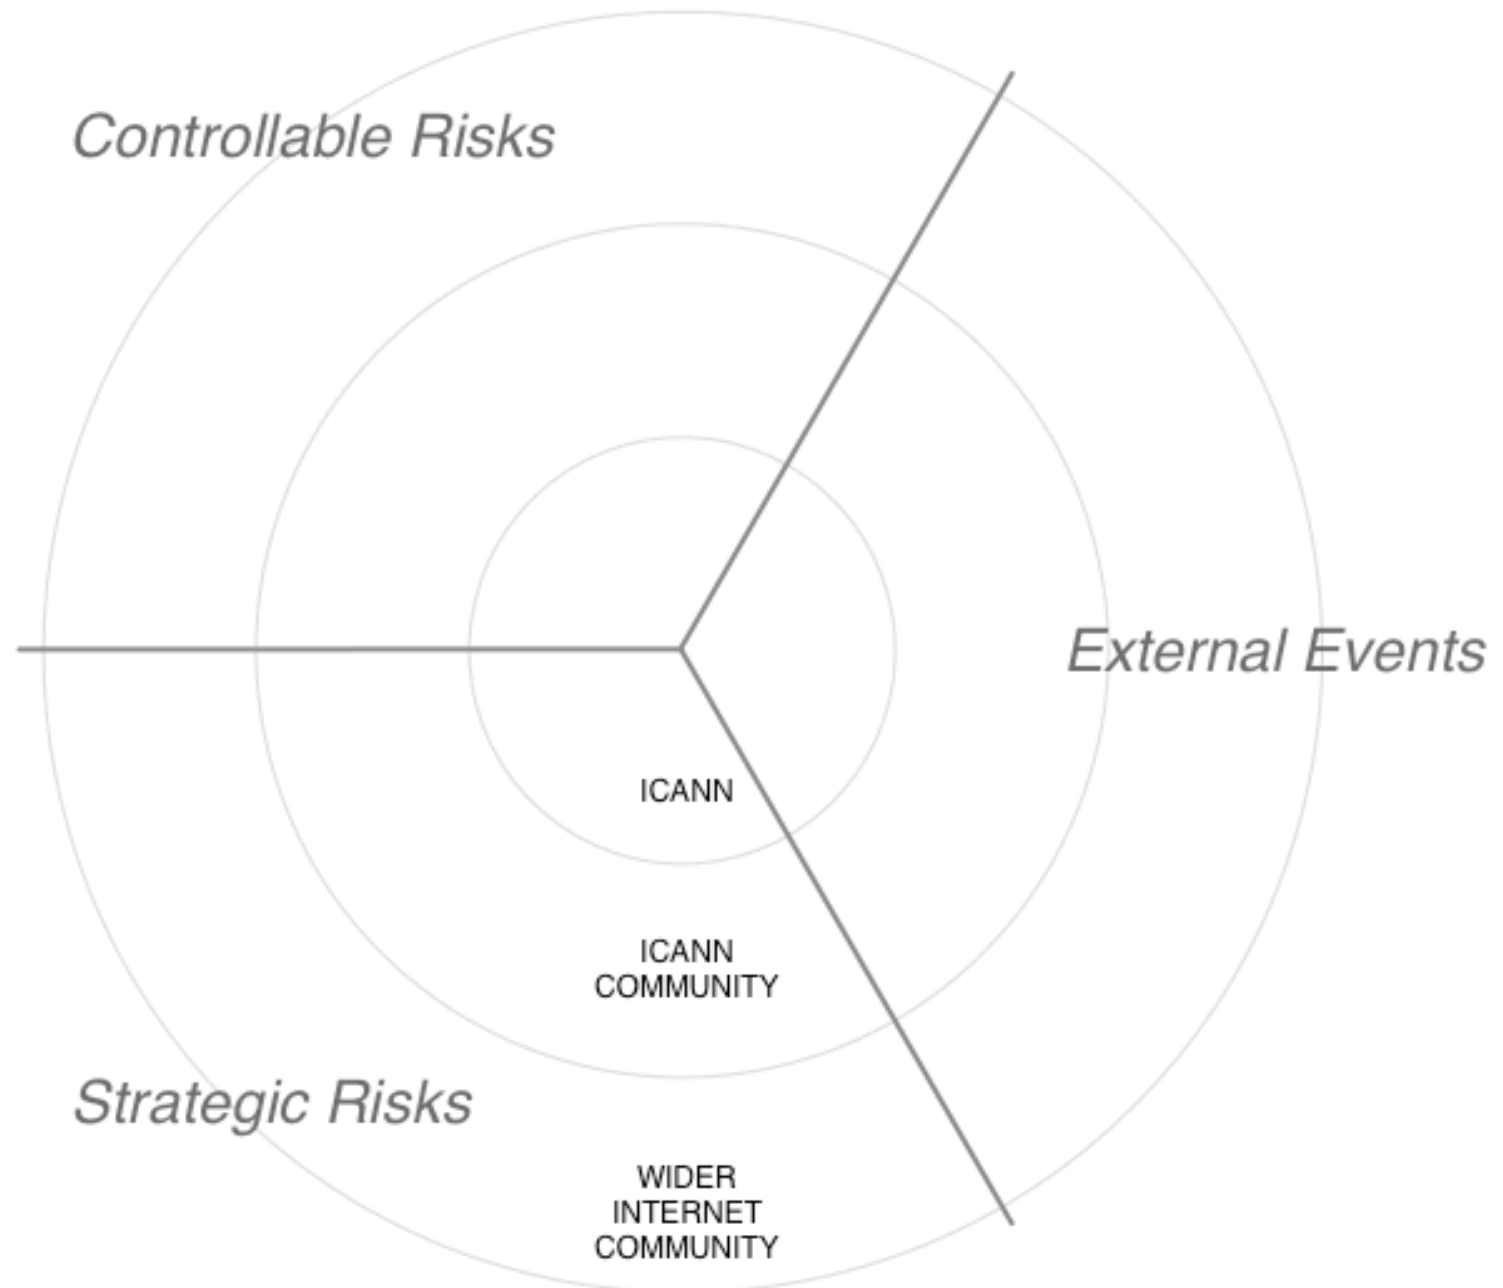 Controllable Risks
External Events
ICANN
ICANN
COMMUNITY
Strategic Risks
WIDER
INTERNET
COMMUNITY